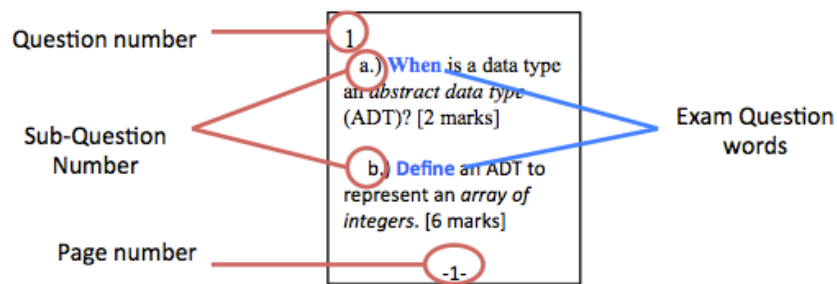 Question number
1
a.) When is a data type
an abstract data type
(ADT)? [2 marks]
Sub-Question
Number
Exam Question
words
b.) Define an ADT to
represent an array of
integers. [6 marks]
Page number
-1-